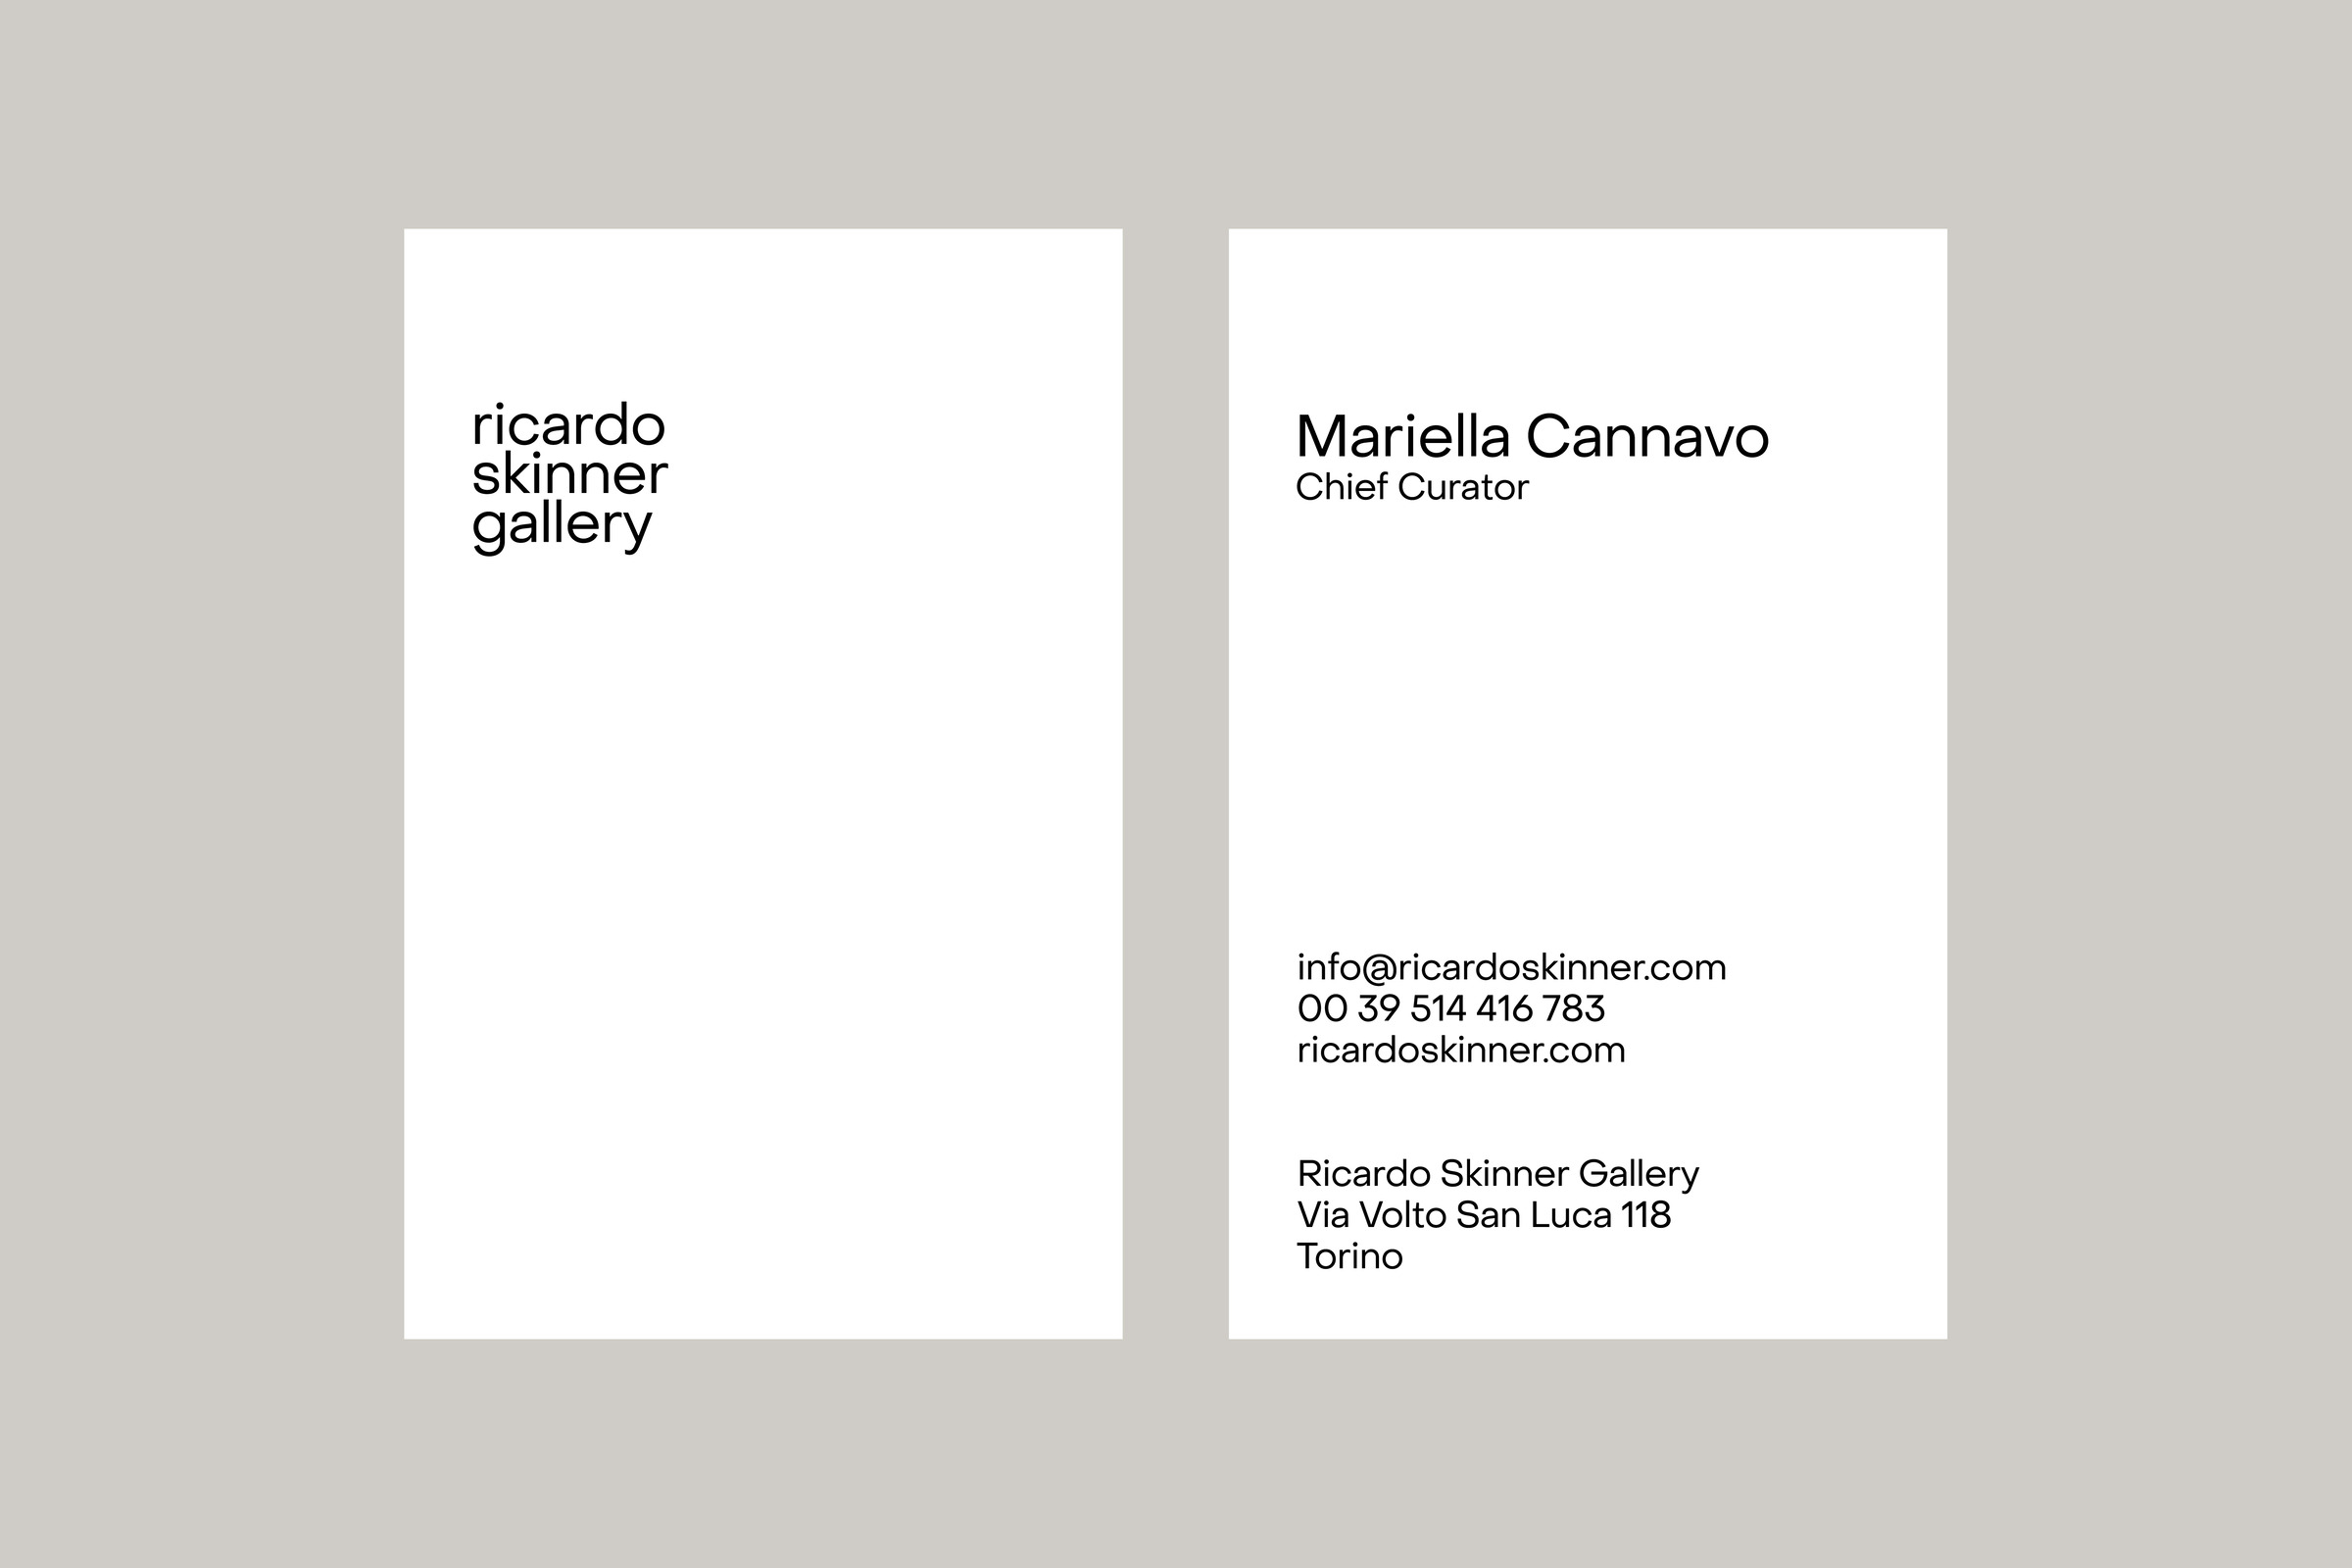 ricardo
skinner
gallery
Mariella Cannavo
Chief Curator
info@ricardoskinner.com
00 39 514 416 783
ricardoskinner.com
Ricardo Skinner Gallery
Via Volto San Luca 118
Torino